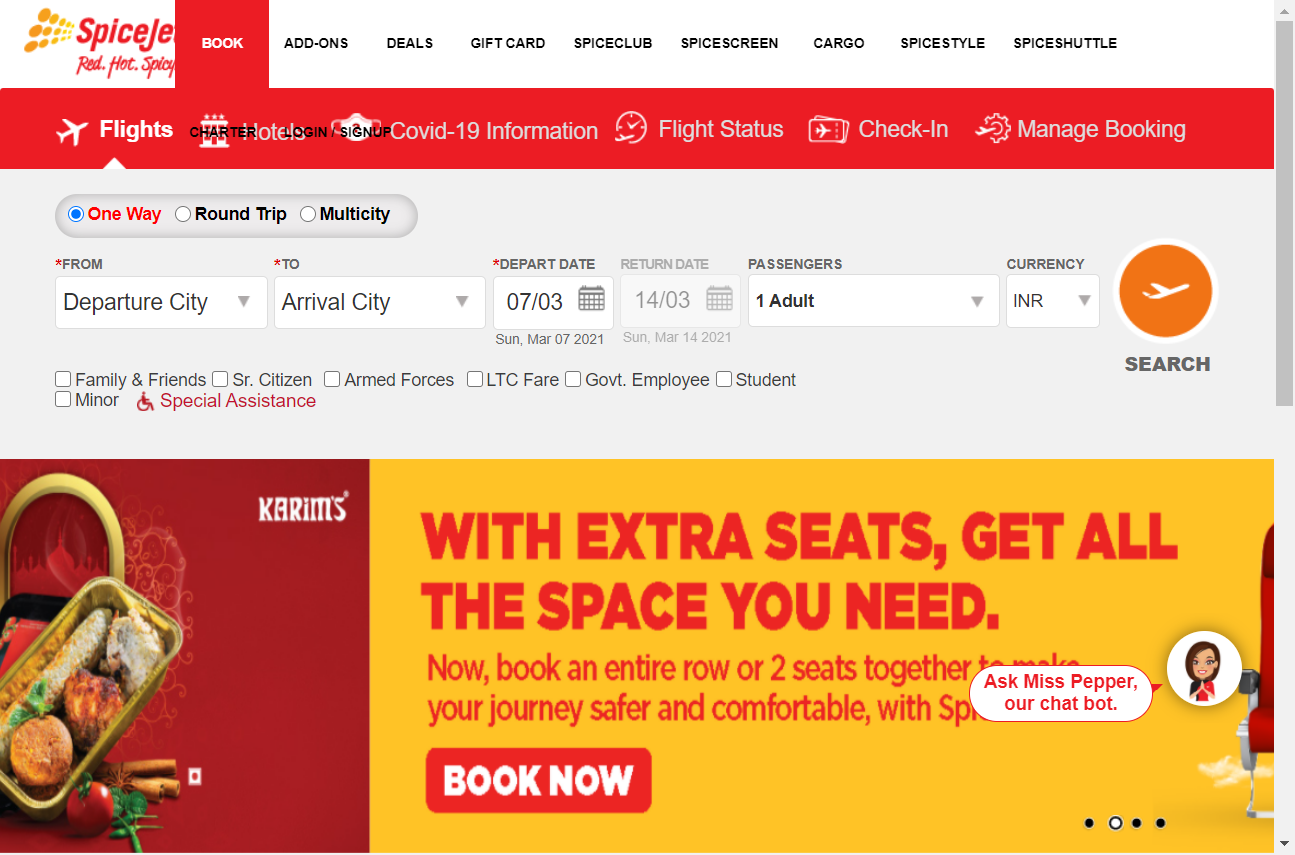 SpiceJet
Red. Hot. Spicy
BOOK
ADD-ONS
DEALS
GIFT CARD
SPICECLUB
SPICESCREEN
CARGO
SPICESTYLE
SPICESHUTTLE
Flights
CHARTER
Hotels
LOGIN / SIGNUP
Covid-19 Information
Flight Status
Check-In
Manage Booking
One Way
Round Trip
Multicity
*FROM
*TO
*DEPART DATE
RETURN DATE
PASSENGERS
CURRENCY
Departure City
Arrival City
07/03
14/03
1 Adult
INR
Sun, Mar 07 2021
Sun, Mar 14 2021
SEARCH
Family & Friends
Sr. Citizen
Armed Forces
LTC Fare
Govt. Employee
Student
Minor
Special Assistance
KARIM'S®
WITH EXTRA SEATS, GET ALL
THE SPACE YOU NEED.
Now, book an entire row or 2 seats together to make
your journey safer and comfortable, with
Ask Miss Pepper,
our chat bot.
BOOK NOW